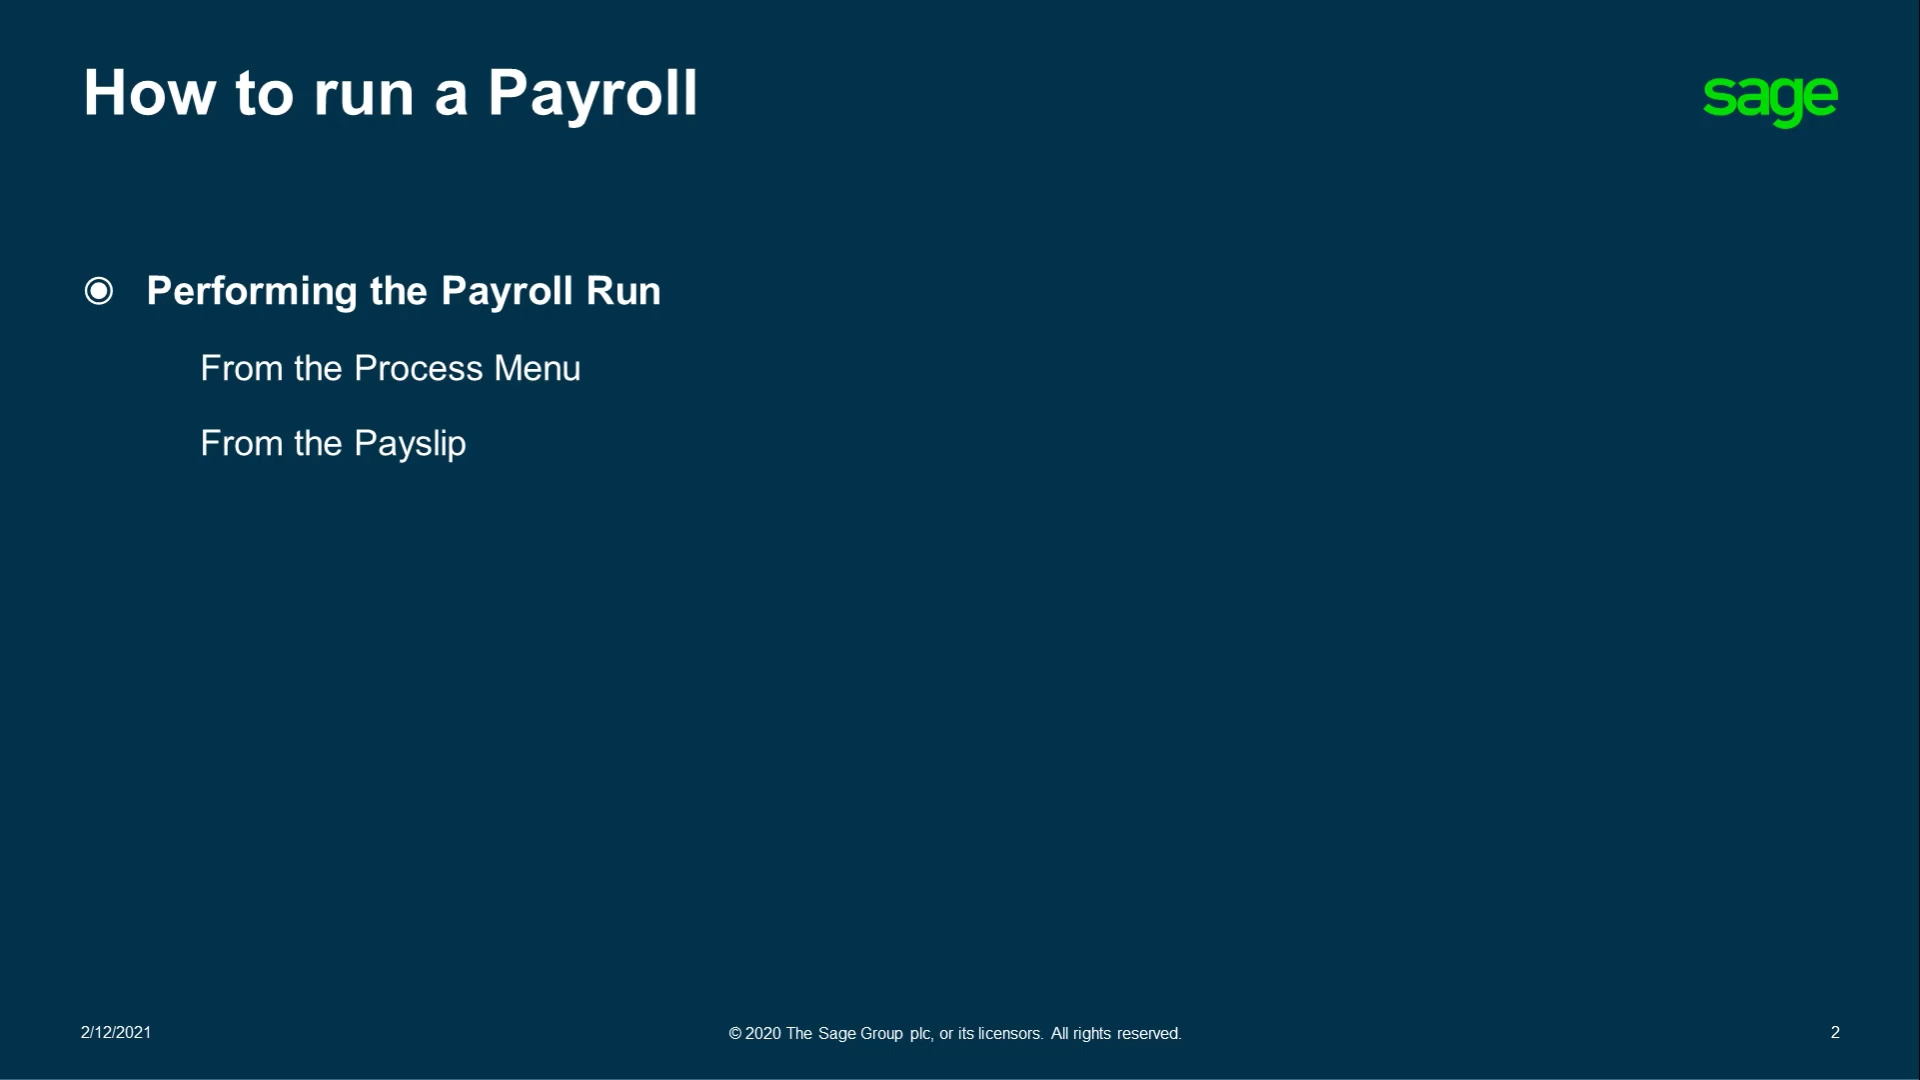 How to run a Payroll
sage
◉ Performing the Payroll Run
From the Process Menu
From the Payslip
2/12/2021
© 2020 The Sage Group plc, or its licensors. All rights reserved.
2